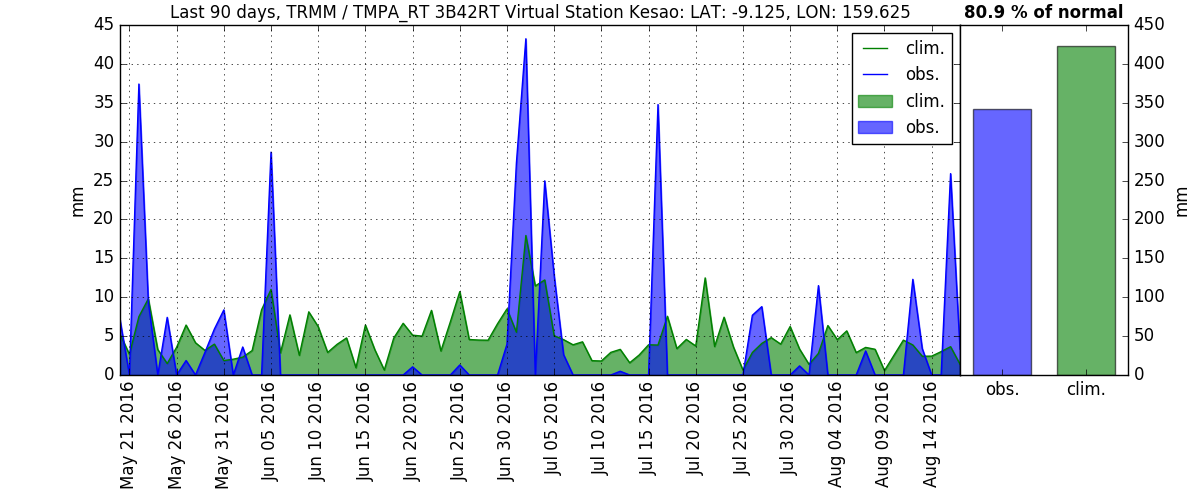 Last 90 days, TRMM / TMPA_RT 3B42RT Virtual Station Kesao: LAT: -9.125, LON: 159.625
80.9 % of normal
45
40
35
30
25
20
15
10
5
0
mm
clim.
obs.
clim.
obs.
450
400
350
300
250
200
150
100
50
0
mm
May 21 2016
May 26 2016
May 31 2016
Jun 05 2016
Jun 10 2016
Jun 15 2016
Jun 20 2016
Jun 25 2016
Jun 30 2016
Jul 05 2016
Jul 10 2016
Jul 15 2016
Jul 20 2016
Jul 25 2016
Jul 30 2016
Aug 04 2016
Aug 09 2016
Aug 14 2016
obs.
clim.